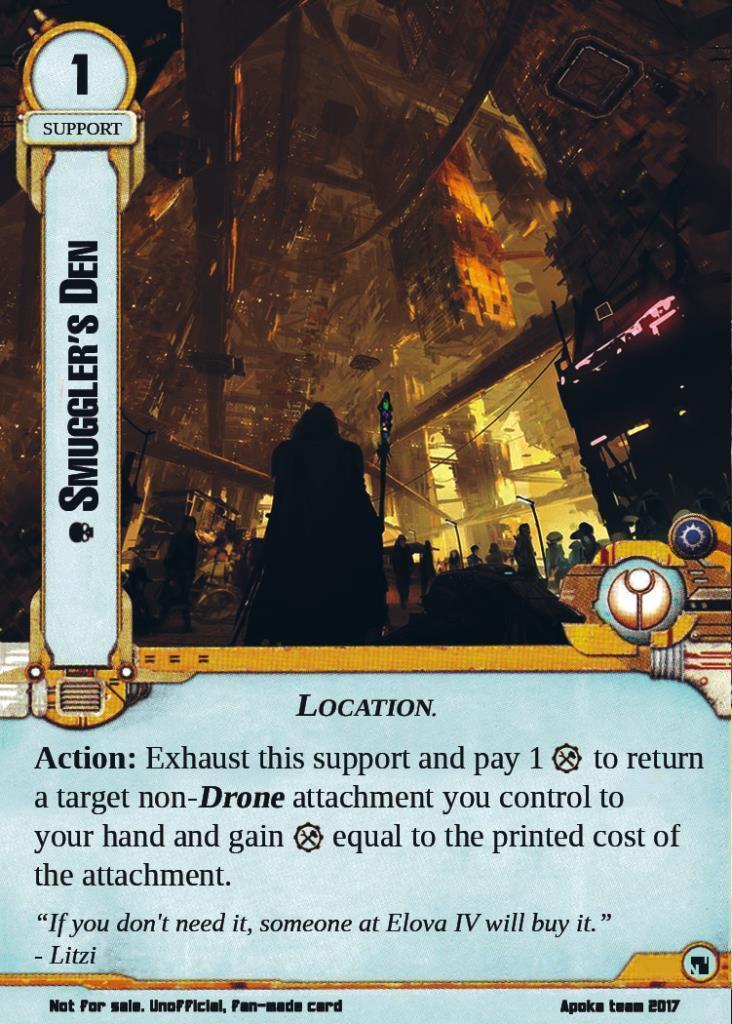 1
SUPPORT
SMUGGLER'S DEN
LOCATION.
Action: Exhaust this support and pay 1 to return
a target non-Drone attachment you control to
your hand and gain equal to the printed cost of
the attachment.
“If you don't need it, someone at Elova IV will buy it.”
- Litzi
Not for sale. Unofficial, fan-made card
Apoka team 2017